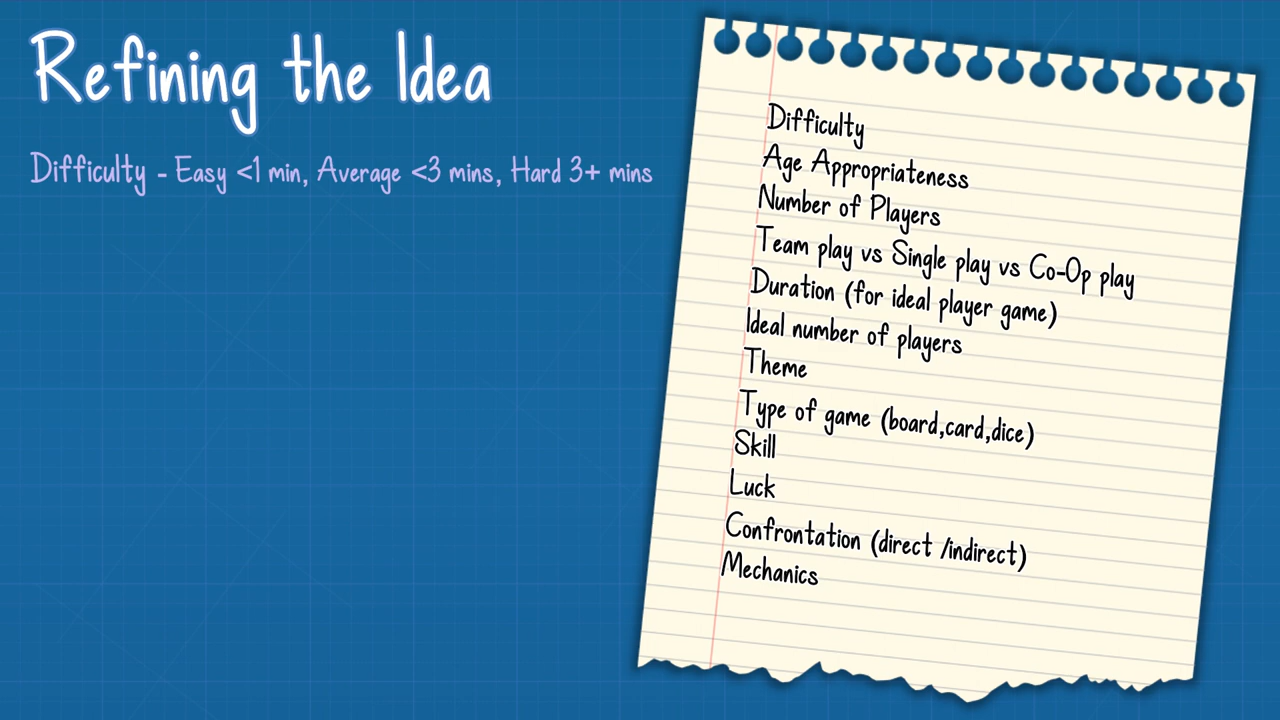 Refining the Idea
Difficulty - Easy <1 min, Average <3 mins, Hard 3+ mins
Difficulty
Age Appropriateness
Number of Players
Team play vs Single play vs Co-Op play
Duration (for ideal player game)
Ideal number of players
Theme
Type of game (board,card,dice)
Skill
Luck
Confrontation (direct /indirect)
Mechanics